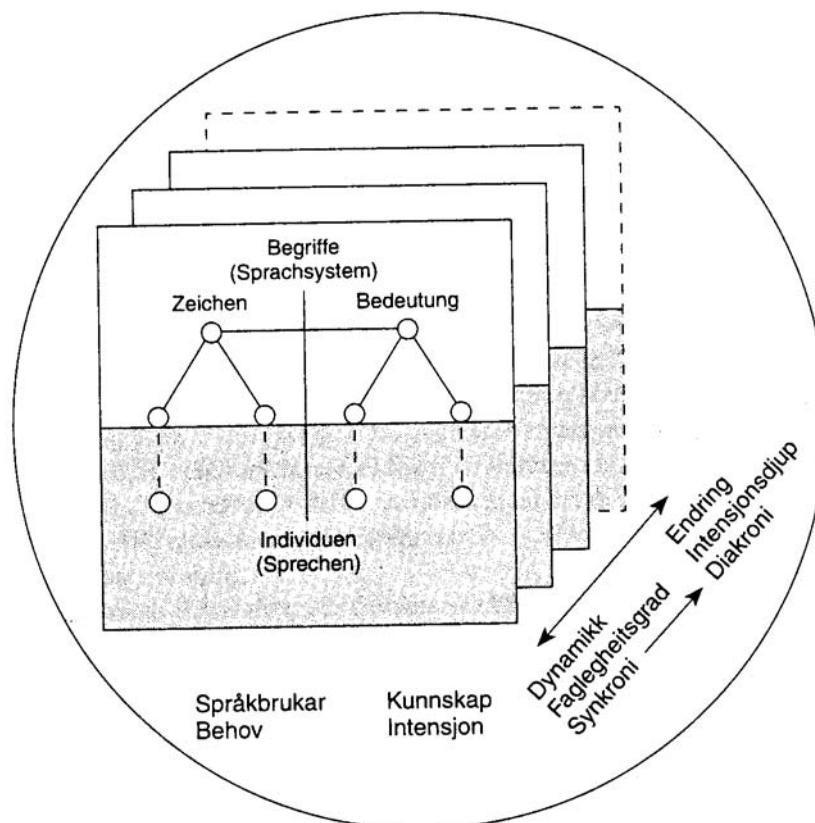 Begriffe
(Sprachsystem)
Zeichen
Bedeutung
Individuen
(Sprechen)
Endring
Intensjonsdjup
Diakroni
Dynamikk
Faglegheitsgrad
Synkroni
Språkbrukar
Behov
Kunnskap
Intensjon